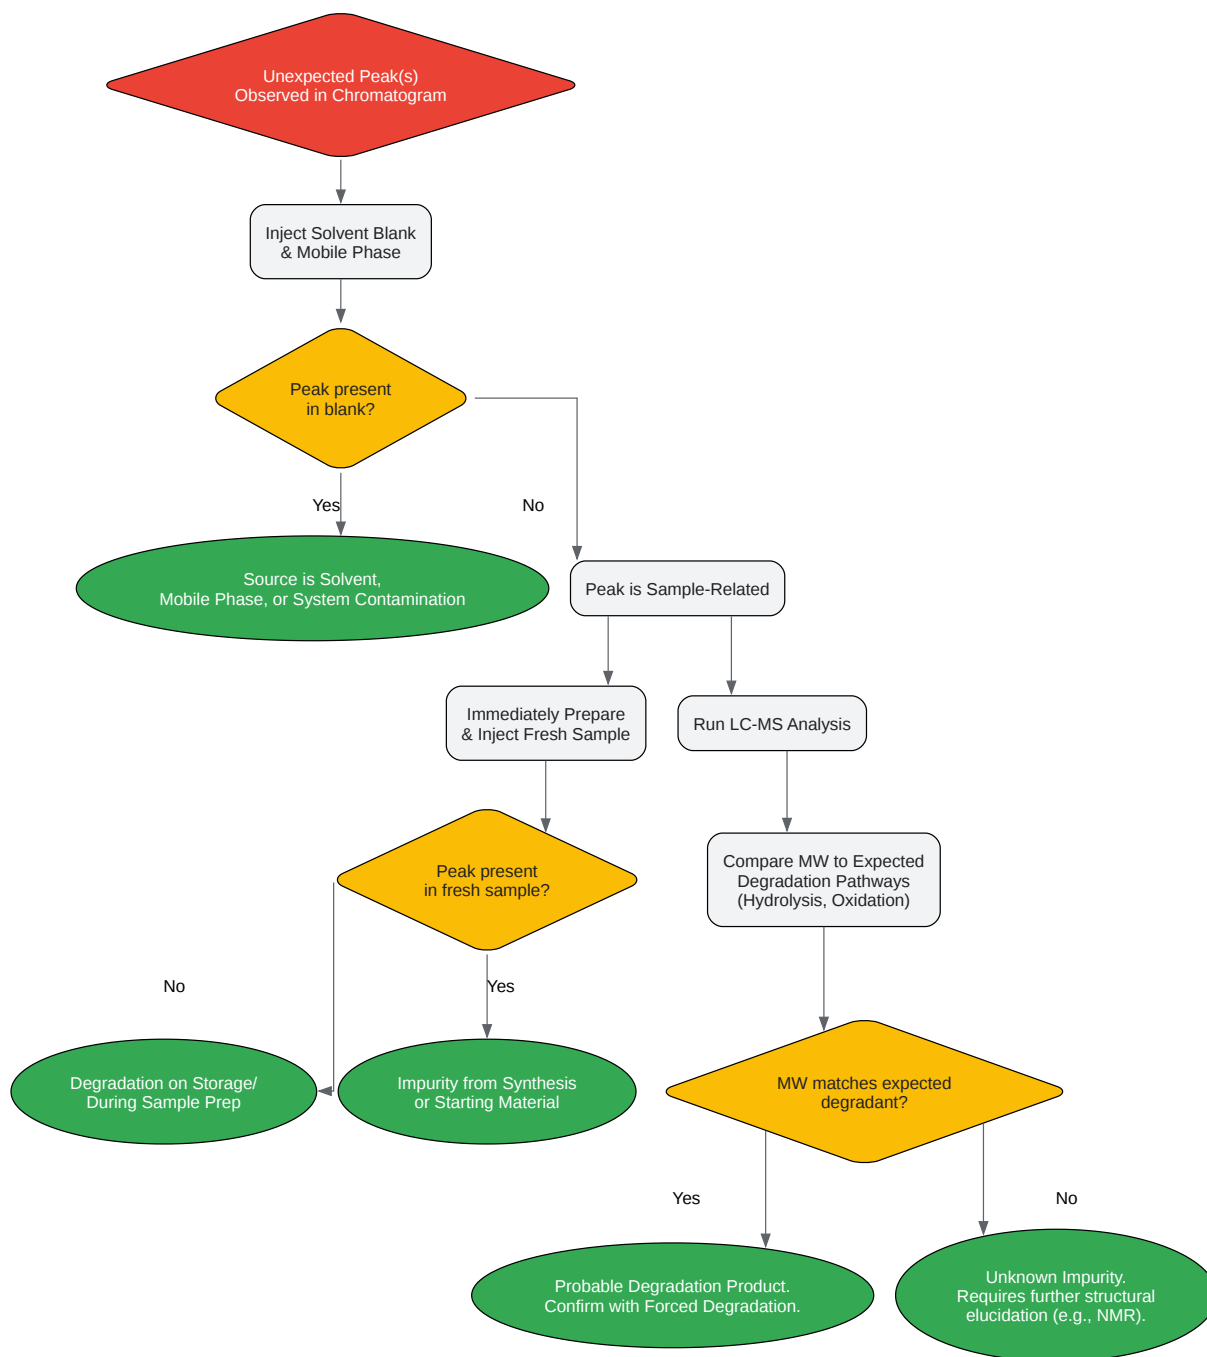 Unexpected Peak(s)
Observed in Chromatogram
Inject Solvent Blank
& Mobile Phase
Peak present
in blank?
Yes
No
Source is Solvent,
Mobile Phase, or System Contamination
Peak is Sample-Related
Immediately Prepare
& Inject Fresh Sample
Run LC-MS Analysis
Peak present
in fresh sample?
Compare MW to Expected
Degradation Pathways
(Hydrolysis, Oxidation)
No
Yes
Degradation on Storage/
During Sample Prep
Impurity from Synthesis
or Starting Material
MW matches expected
degradant?
Yes
No
Probable Degradation Product.
Confirm with Forced Degradation.
Unknown Impurity.
Requires further structural
elucidation (e.g., NMR).